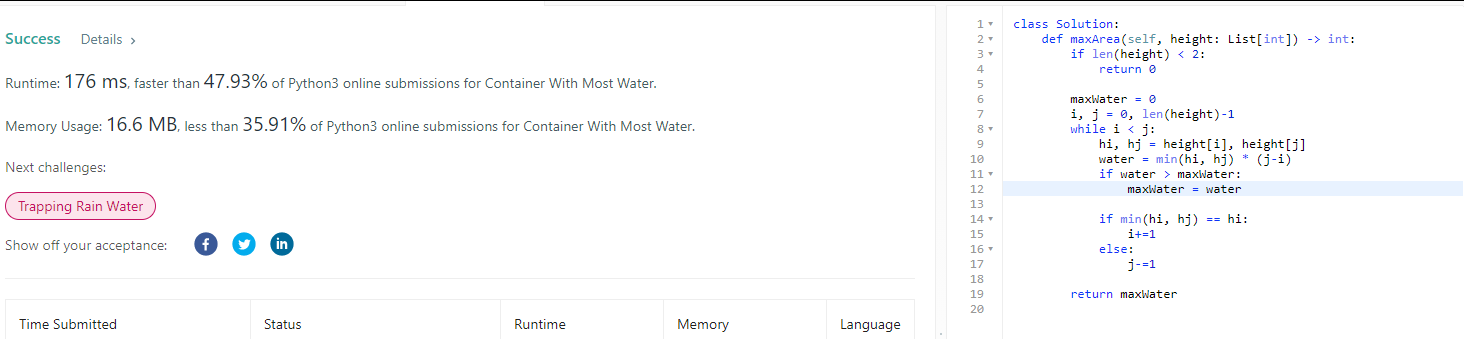 Success Details >
Runtime: 176 ms, faster than 47.93% of Python3 online submissions for Container With Most Water.
Memory Usage: 16.6 MB, less than 35.91% of Python3 online submissions for Container With Most Water.
Next challenges:
Trapping Rain Water
Show off your acceptance: f in
Time Submitted Status Runtime Memory Language
1 class Solution:
2     def maxArea(self, height: List[int]) -> int:
3         if len(height) < 2:
4             return 0
5
6         maxWater = 0
7         i, j = 0, len(height)-1
8         while i < j:
9             hi, hj = height[i], height[j]
10             water = min(hi, hj) * (j-i)
11             if water > maxWater:
12                 maxWater = water
13
14             if min(hi, hj) == hi:
15                 i+=1
16             else:
17                 j-=1
18
19         return maxWater
20